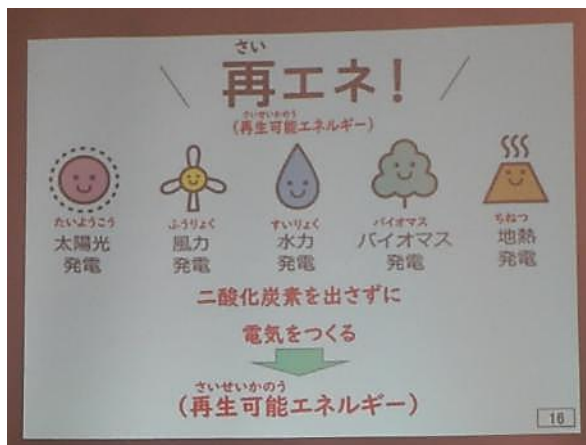 さい
再エネ!
さいせいかのう
(再生可能エネルギー)
たいようこう
太陽光
発電
ふうりょく
風力
発電
すいりょく
水力
発電
バイオマス
バイオマス
発電
ちねつ
地熱
発電
二酸化炭素を出さずに
電気をつくる
さいせいかのう
(再生可能エネルギー)
16